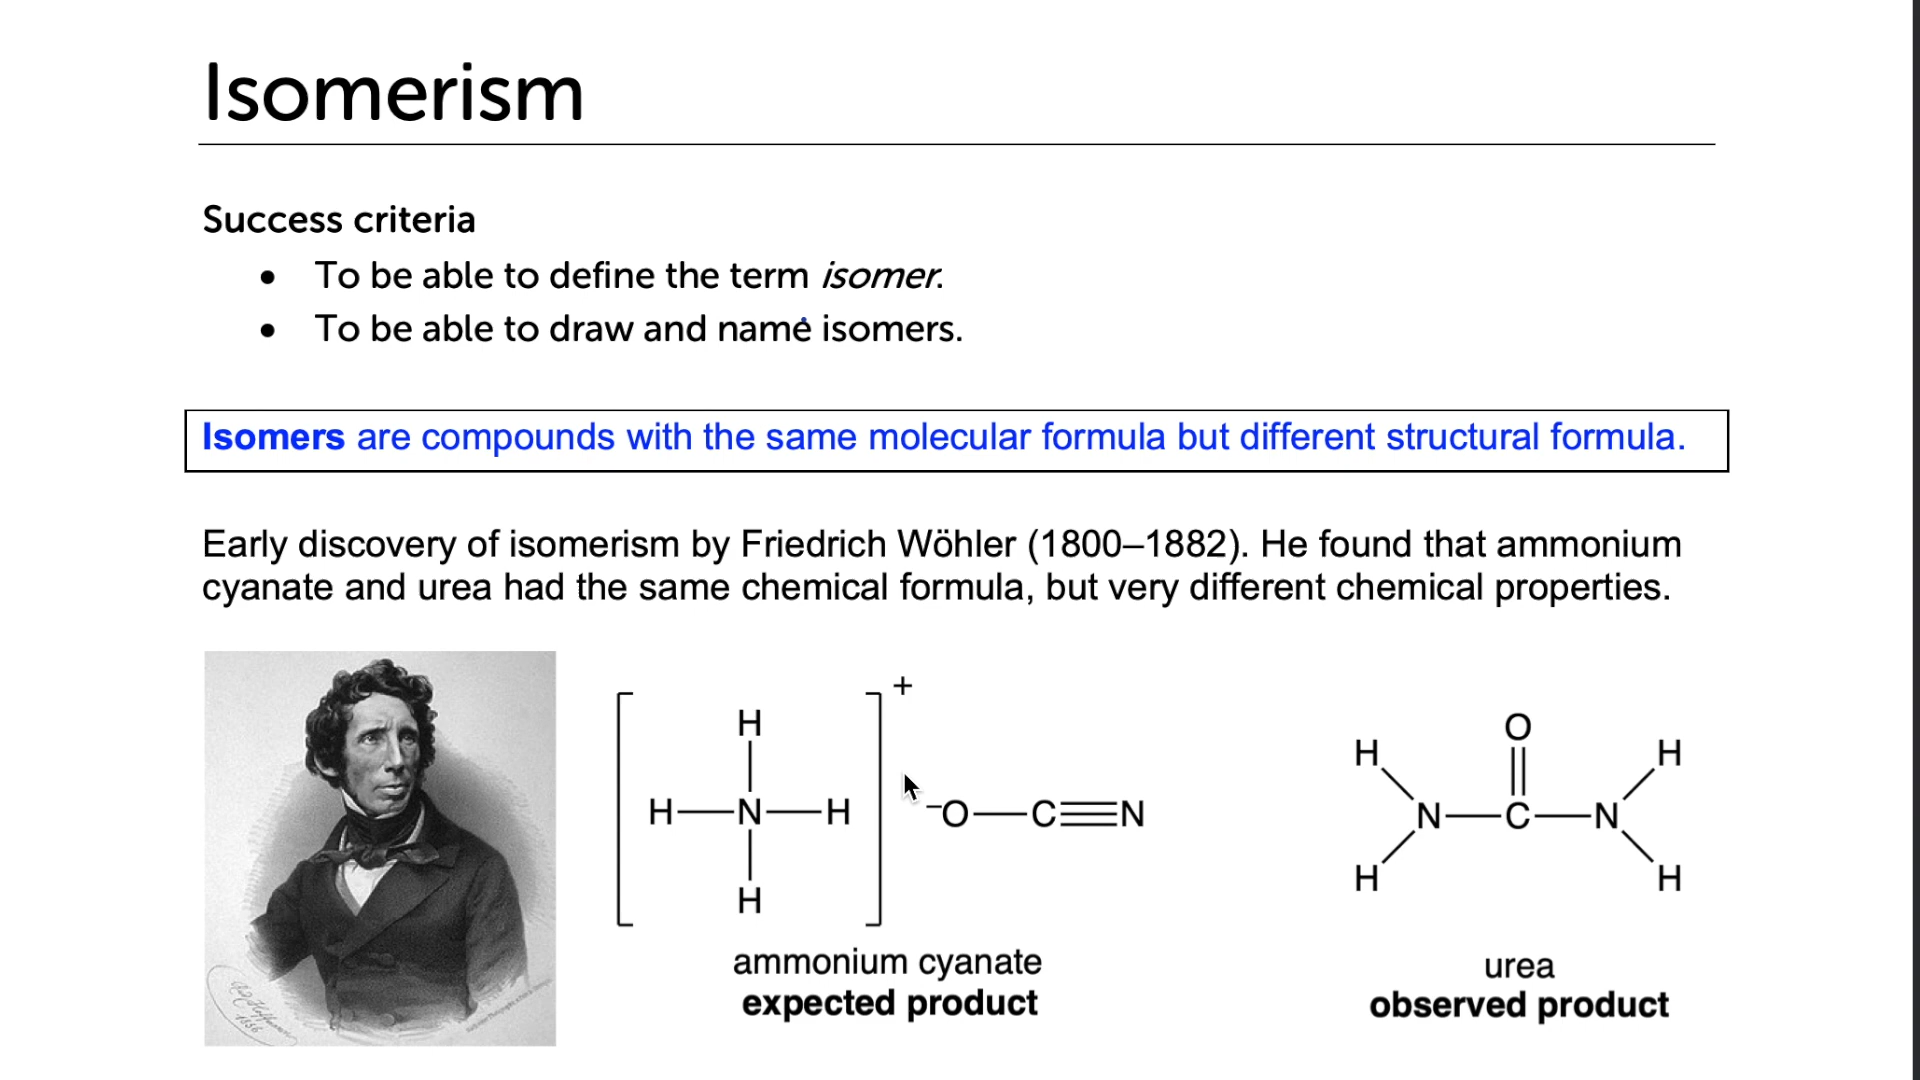 Isomerism
Success criteria
• To be able to define the term isomer.
• To be able to draw and name isomers.
Isomers are compounds with the same molecular formula but different structural formula.
Early discovery of isomerism by Friedrich Wöhler (1800–1882). He found that ammonium
cyanate and urea had the same chemical formula, but very different chemical properties.
+
H
H—N—H
H
⁻O—C≡N
O
H H
N—C—N
H H
1856
ammonium cyanate
expected product
urea
observed product